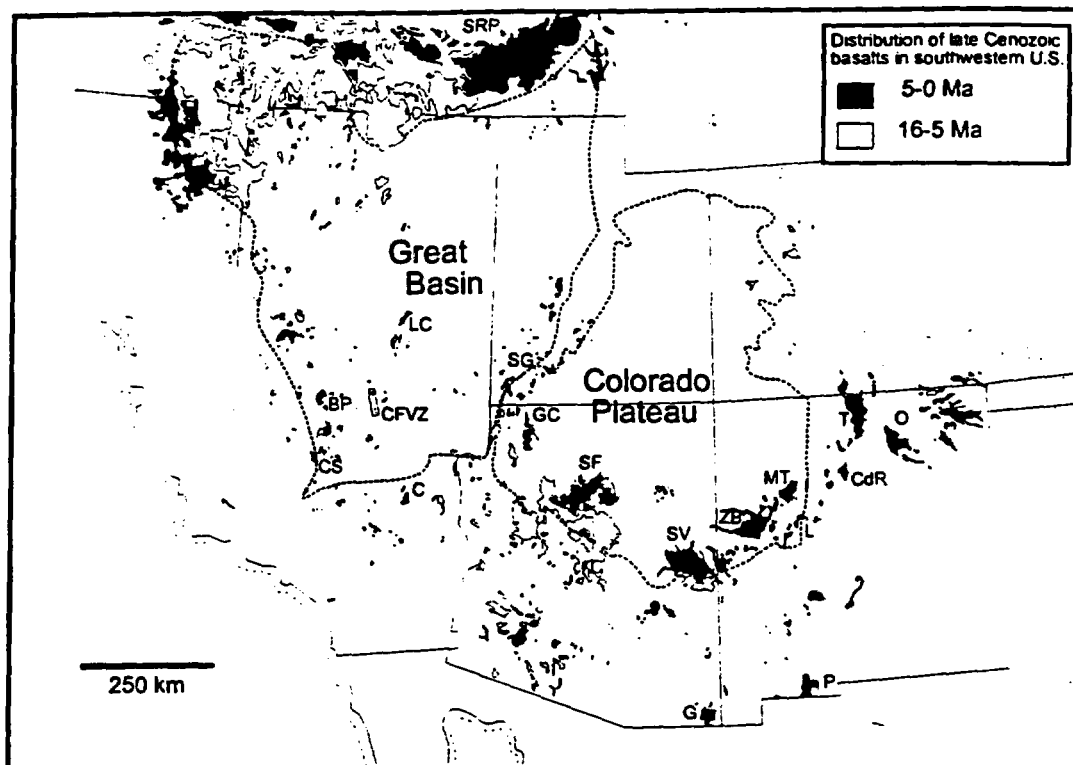 SRP
Distribution of late Cenozoic
basalts in southwestern U.S.
5-0 Ma
16-5 Ma
Great
Basin
LC
SG
Colorado
Plateau
BP
CFVZ
GC
T
O
CS
C
SF
MT
CdR
ZB
SV
L
P
G
250 km